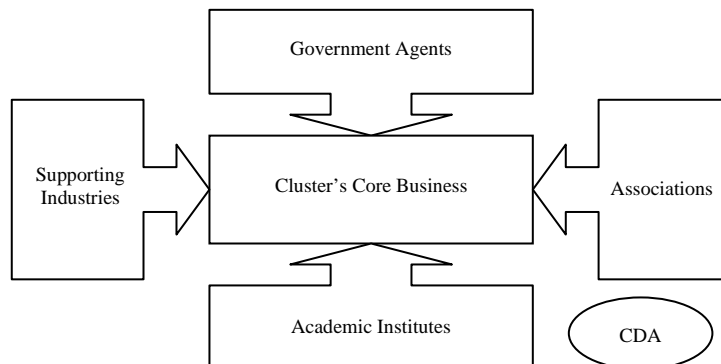 Government Agents
Supporting
Industries
Cluster's Core Business
Associations
Academic Institutes
CDA